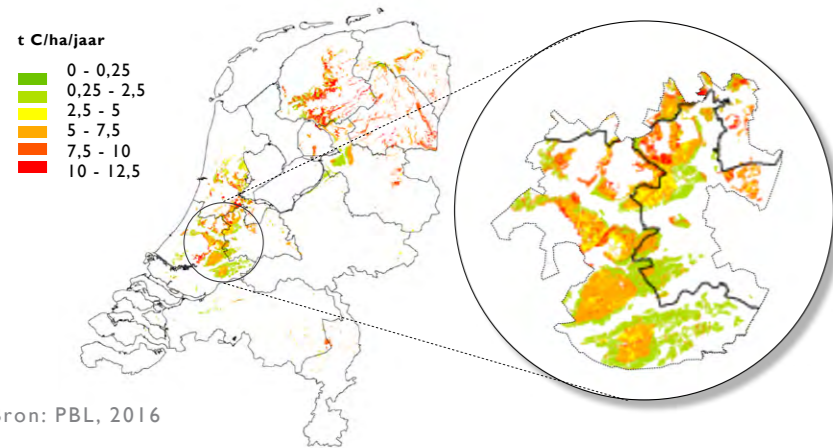 t C/ha/jaar
0 - 0,25
0,25 - 2,5
2,5 - 5
5 - 7,5
7,5 - 10
10 - 12,5
ron: PBL, 2016